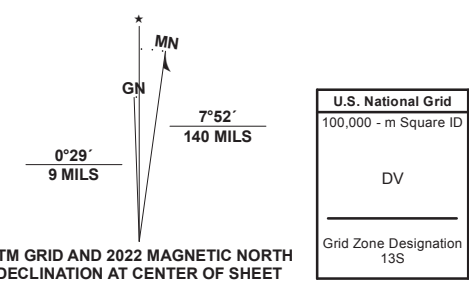 MN
GN
7°52´
140 MILS
0°29´
9 MILS
TM GRID AND 2022 MAGNETIC NORTH
DECLINATION AT CENTER OF SHEET
U.S. National Grid
100,000 - m Square ID
DV
Grid Zone Designation
13S